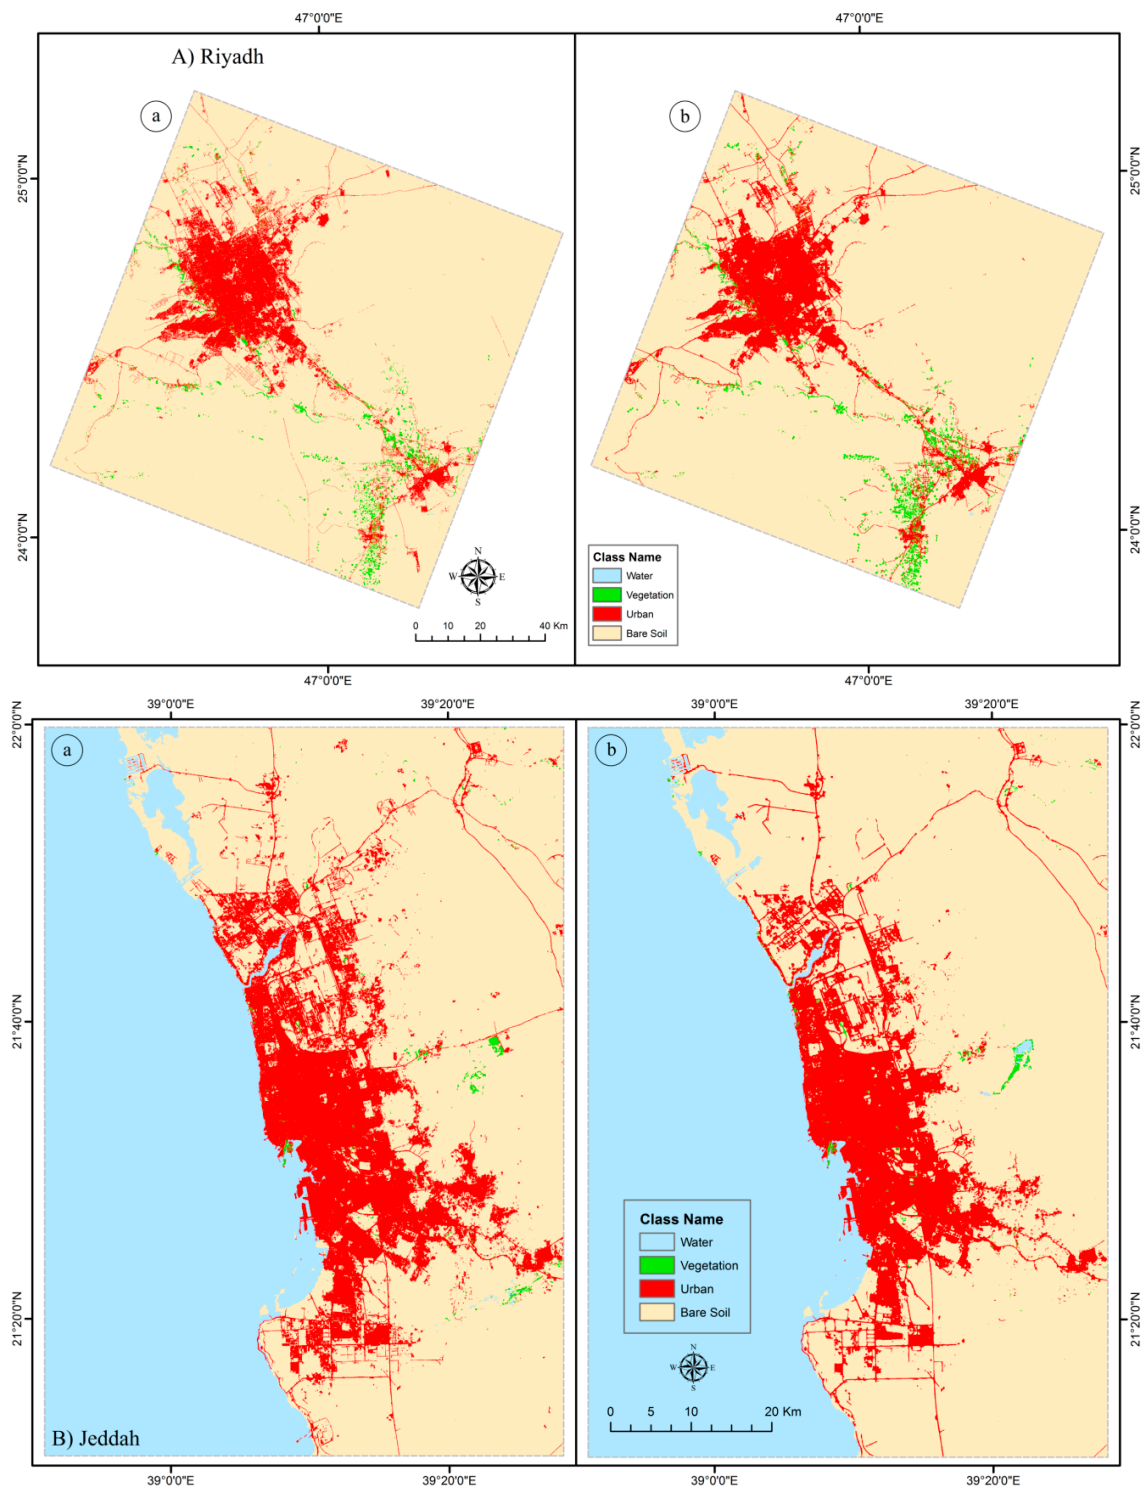 47°0'0"E
47°0'0"E
A) Riyadh
a
b
25°0'0"N
25°0'0"N
24°0'0"N
24°0'0"N
N
W
E
S
0 10 20 40 Km
Class Name
Water
Vegetation
Urban
Bare Soil
47°0'0"E
47°0'0"E
39°0'0"E
39°20'0"E
39°0'0"E
39°20'0"E
22°0'0"N
22°0'0"N
a
b
21°40'0"N
21°40'0"N
21°20'0"N
21°20'0"N
Class Name
Water
Vegetation
Urban
Bare Soil
N
W
E
S
0 5 10 20 Km
B) Jeddah
39°0'0"E
39°20'0"E
39°0'0"E
39°20'0"E